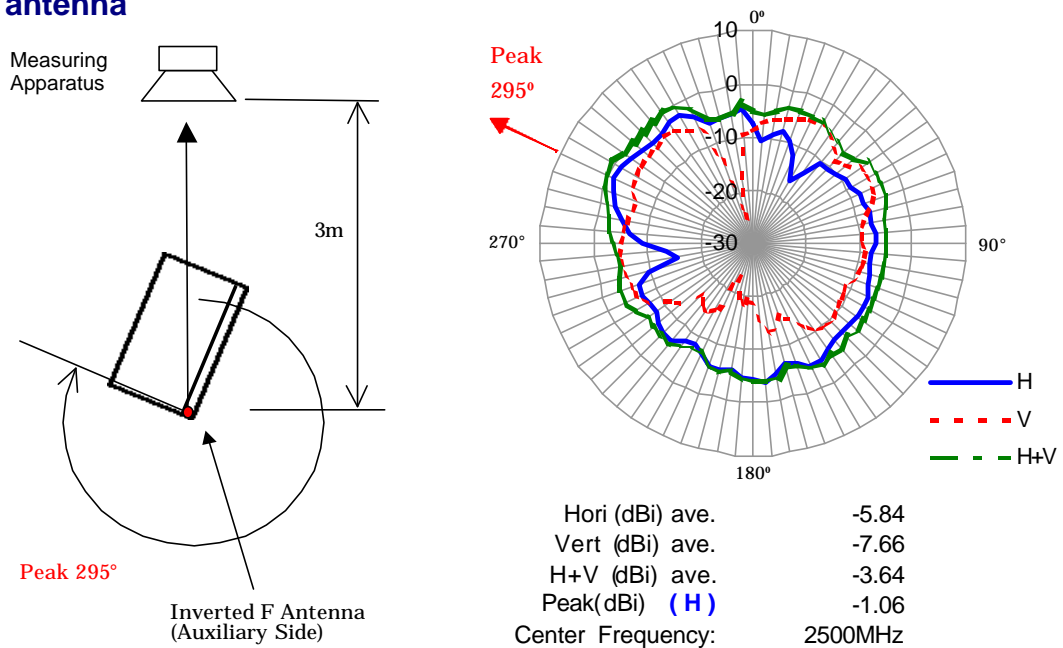 antenna
Measuring
Apparatus
3m
Peak 295°
Inverted F Antenna
(Auxiliary Side)
Peak
295º
0º
10
0
-10
-20
-30
270°
90°
180º
H
V
H+V
Hori (dBi) ave. -5.84
Vert (dBi) ave. -7.66
H+V (dBi) ave. -3.64
Peak(dBi) ( H ) -1.06
Center Frequency: 2500MHz